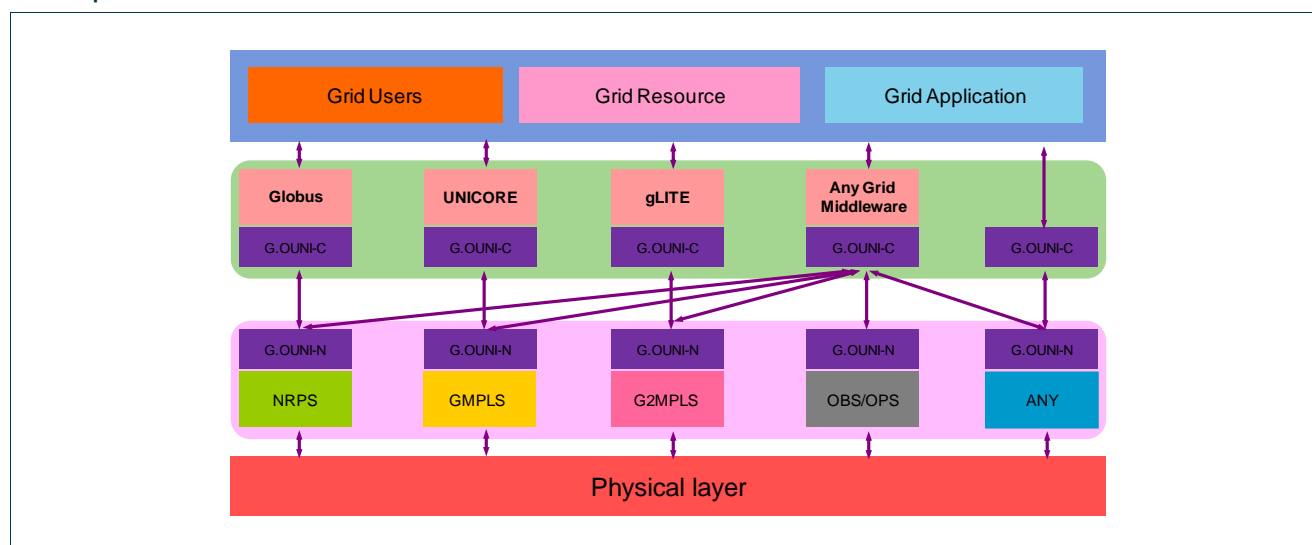 Grid Users
Grid Resource
Grid Application
Globus
UNICORE
gLITE
Any Grid
Middleware
G.OUNI-C
G.OUNI-C
G.OUNI-C
G.OUNI-C
G.OUNI-C
G.OUNI-N
G.OUNI-N
G.OUNI-N
G.OUNI-N
G.OUNI-N
NRPS
GMPLS
G2MPLS
OBS/OPS
ANY
Physical layer